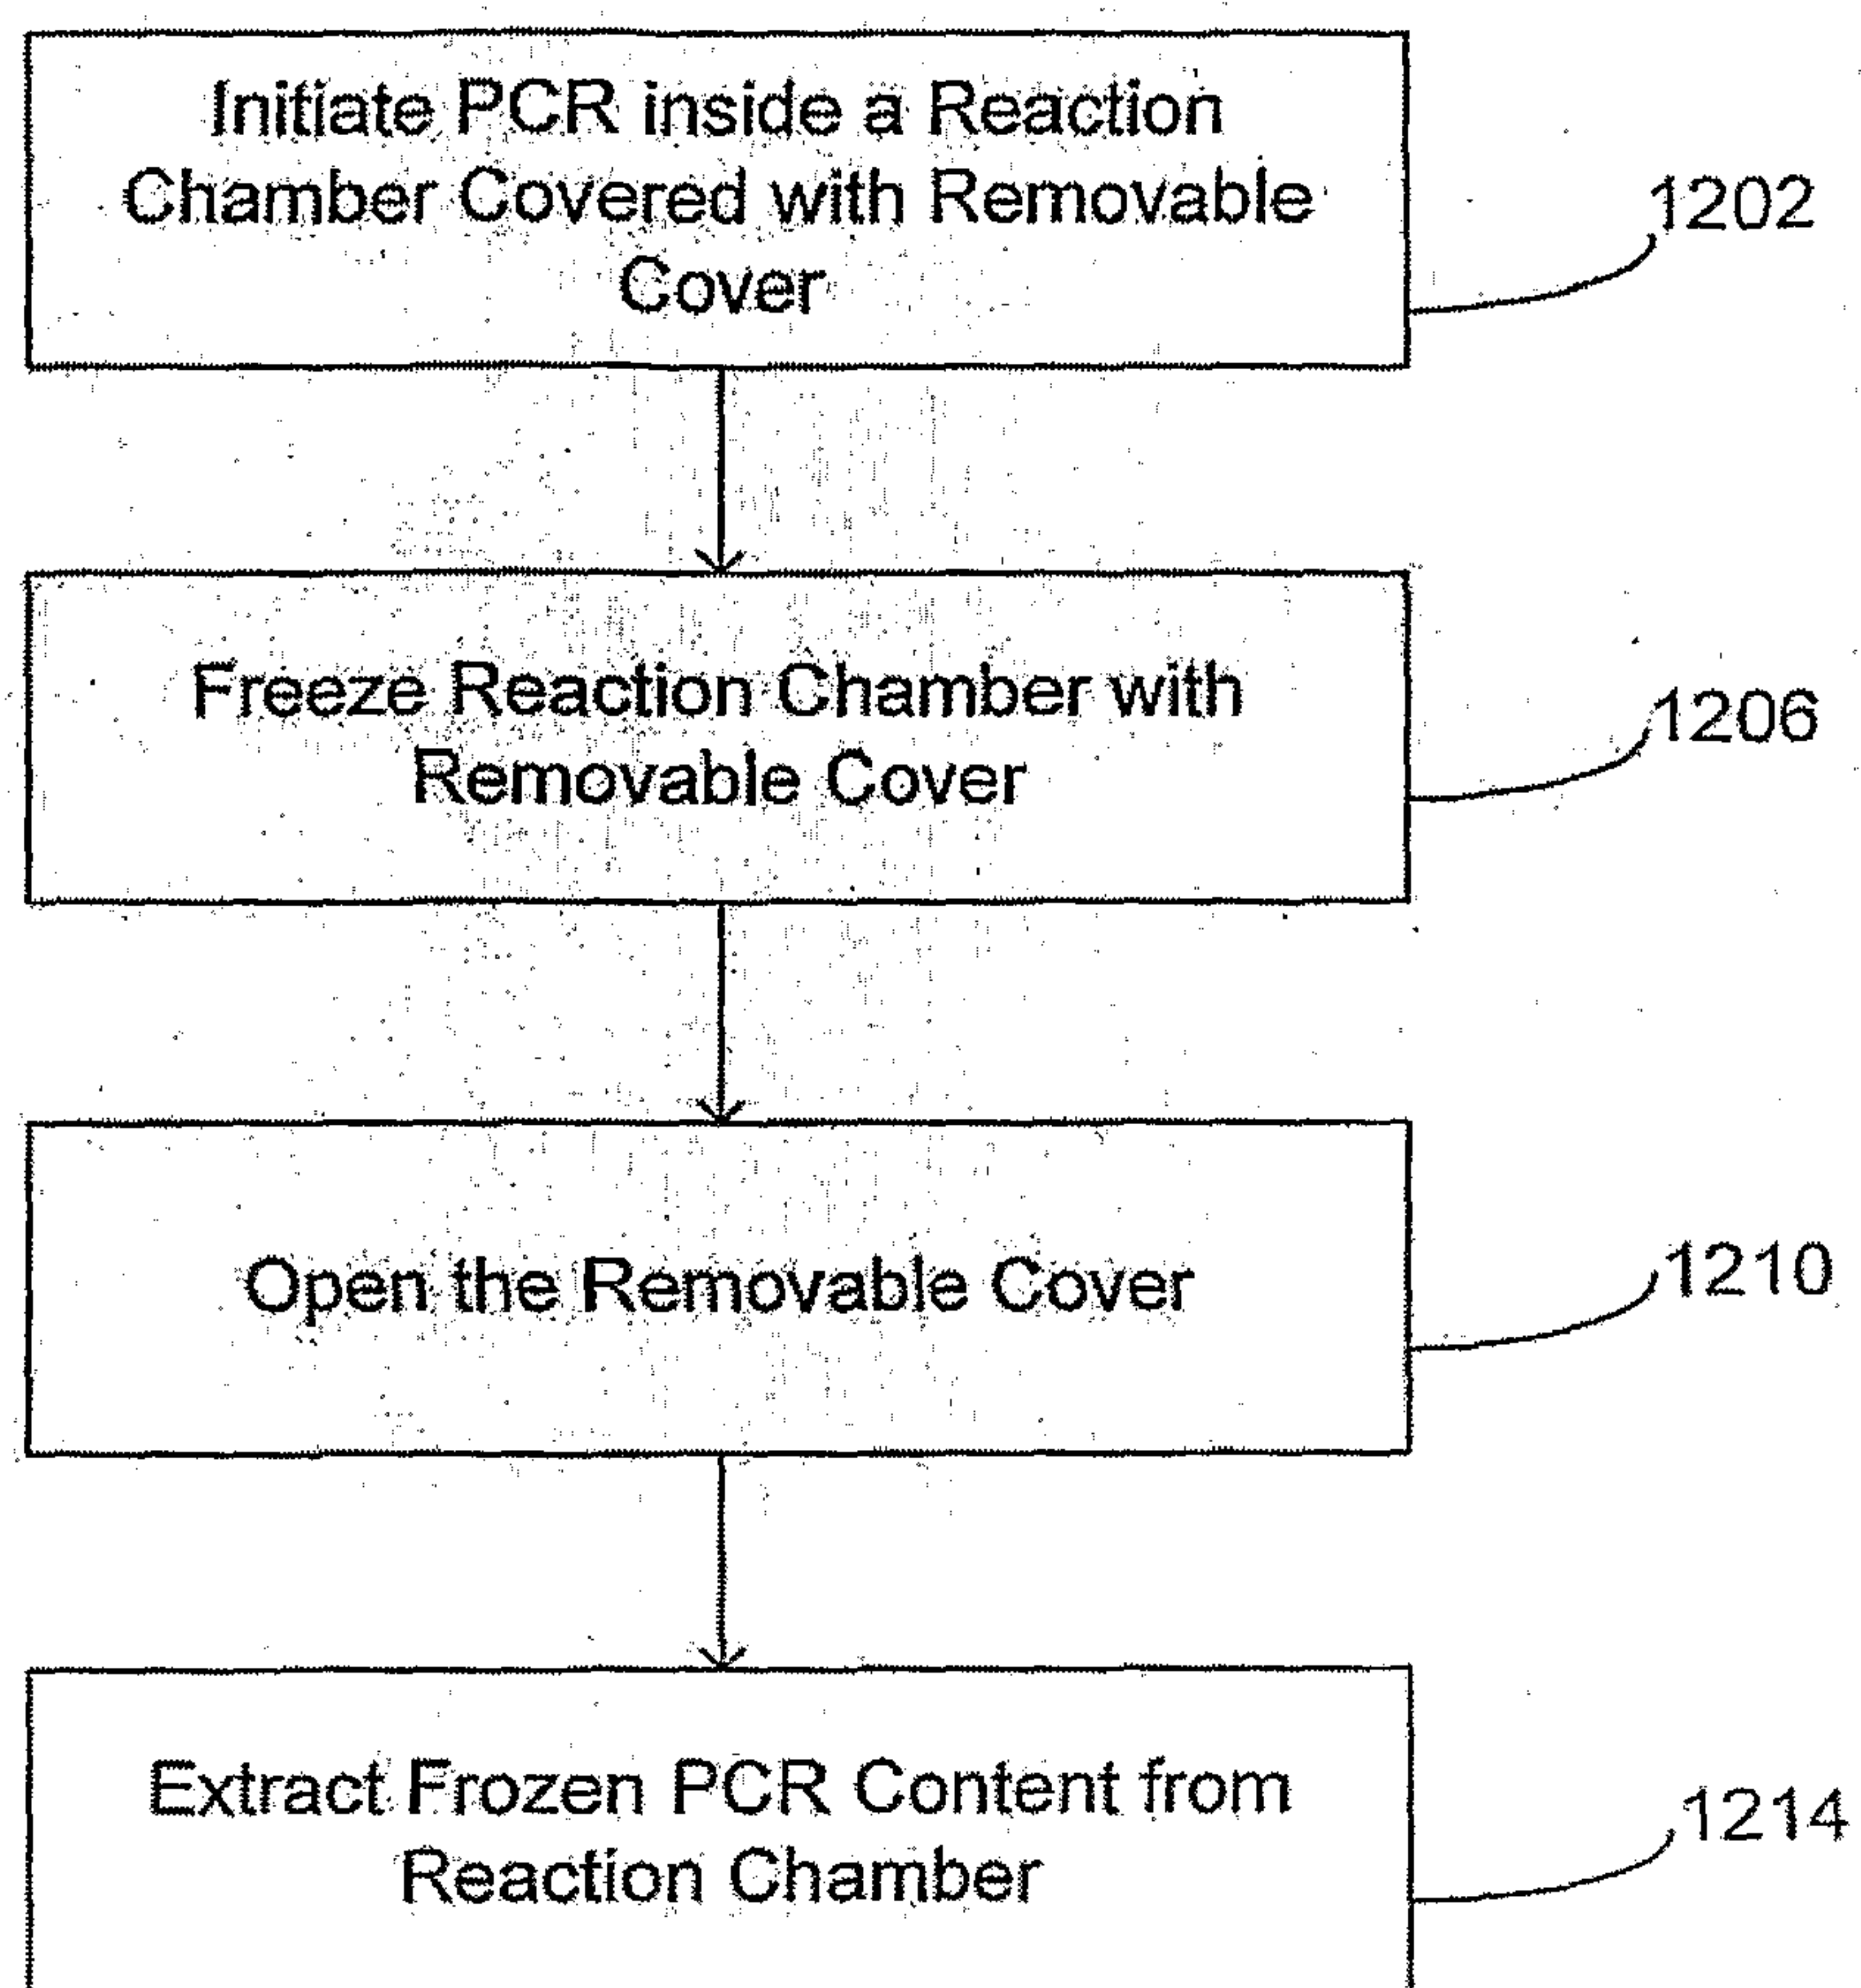 Initiate PCR inside a Reaction
Chamber Covered with Removable
Cover
1202
Freeze Reaction Chamber with
Removable Cover
1206
Open the Removable Cover
1210
Extract Frozen PCR Content from
Reaction Chamber
1214